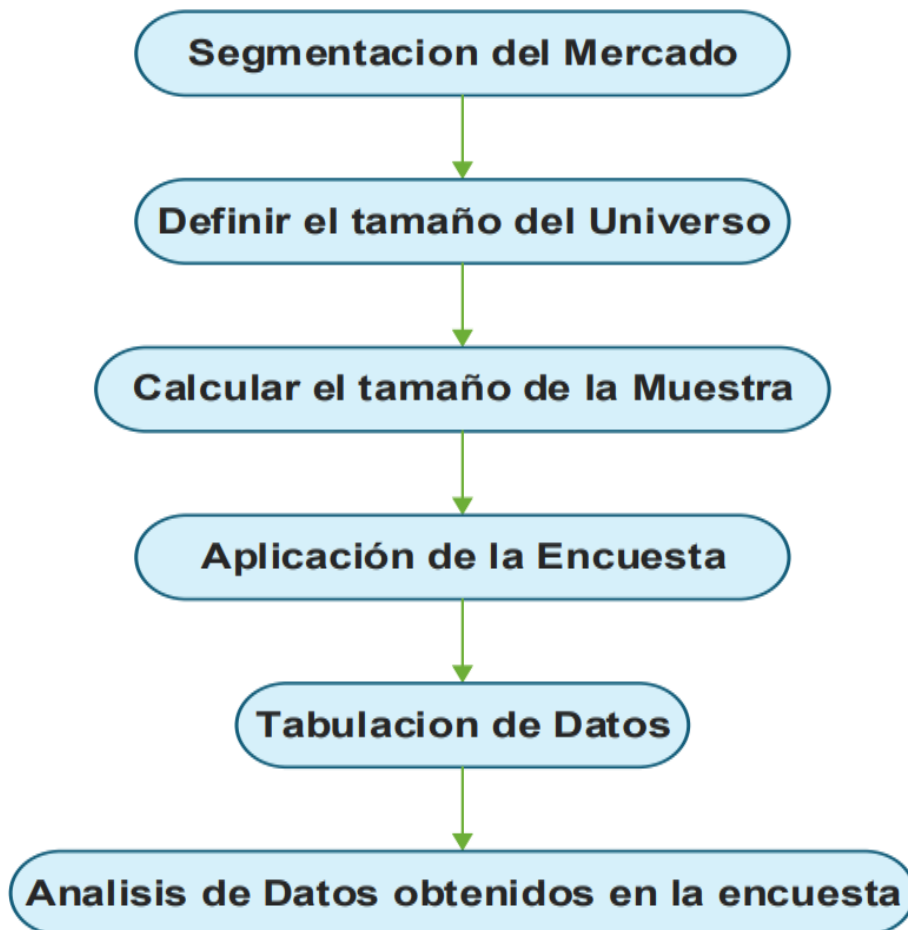 Segmentacion del Mercado
Definir el tamaño del Universo
Calcular el tamaño de la Muestra
Aplicación de la Encuesta
Tabulacion de Datos
Analisis de Datos obtenidos en la encuesta